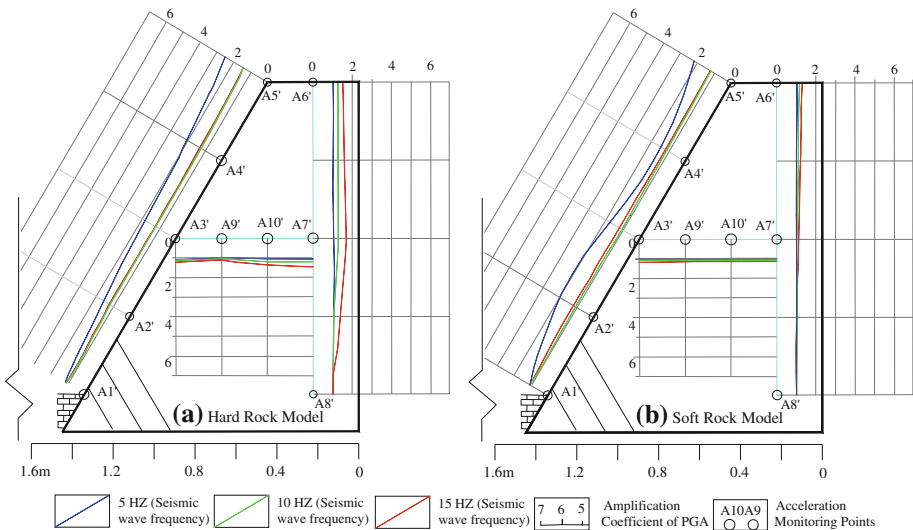 6
4
2
0 0 2 4 6
A5' A6'
A4'
A3' A9' A10' A7'
0
2
4
6
A2'
A1'
A8'
(a) Hard Rock Model
1.6m 1.2 0.8 0.4 0
6
4
2
0 0 2 4 6
A5' A6'
A4'
A3' A9' A10' A7'
0
2
4
6
A2'
A1
A8'
(b) Soft Rock Model
1.6m 1.2 0.8 0.4 0
5 HZ (Seismic
wave frequency)
10 HZ (Seismic
wave frequency)
15 HZ (Seismic
wave frequency)
7 6 5
Amplification
Coefficient of PGA
A10A9
Acceleration
Monitoring Points